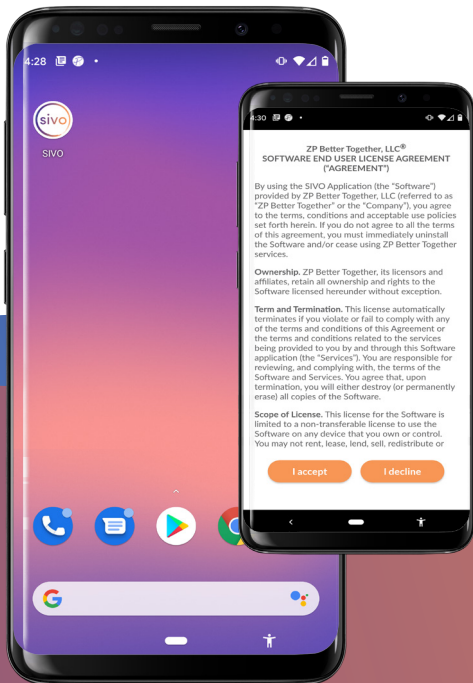 4:28
sivo
SIVO
4:30
ZP Better Together, LLC®
SOFTWARE END USER LICENSE AGREEMENT
("AGREEMENT")
By using the SIVO Application (the "Software")
provided by ZP Better Together, LLC (referred to as
"ZP Better Together" or the "Company"), you agree
to the terms, conditions and acceptable use policies
set forth herein. If you do not agree to all the terms
of this agreement, you must immediately uninstall
the Software and/or cease using ZP Better Together
services.
Ownership. ZP Better Together, its licensors and
affiliates, retain all ownership and rights to the
Software licensed hereunder without exception.
Term and Termination. This license automatically
terminates if you violate or fail to comply with any
of the terms and conditions of this Agreement or
the terms and conditions related to the services
being provided to you by and through this Software
application (the "Services"). You are responsible for
reviewing, and complying with, the terms of the
Software and Services. You agree that, upon
termination, you will either destroy (or permanently
erase) all copies of the Software.
Scope of License. This license for the Software is
limited to a non-transferable license to use the
Software on any device that you own or control.
You may not rent, lease, lend, sell, redistribute or
I accept
I decline
G